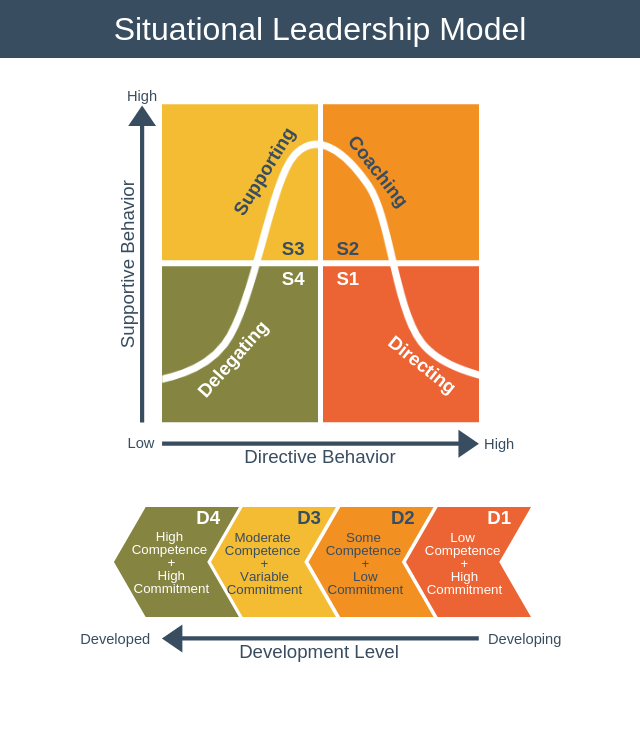 Situational Leadership Model
High
Supportive Behavior
Supporting
Coaching
S3
S2
S4
S1
Delegating
Directing
Low
High
Directive Behavior
D4
High
Competence
+
High
Commitment
D3
Moderate
Competence
+
Variable
Commitment
D2
Some
Competence
+
Low
Commitment
D1
Low
Competence
+
High
Commitment
Developed
Developing
Development Level